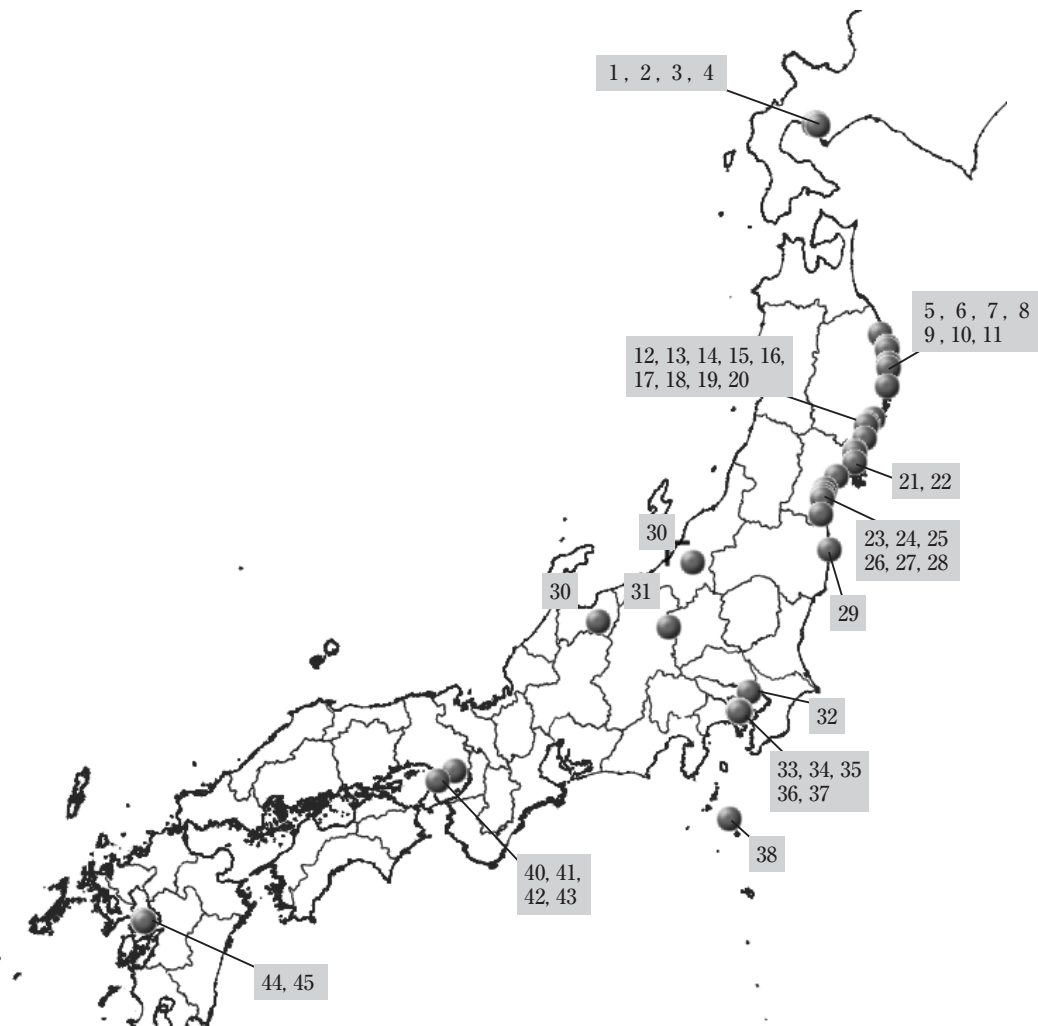 1 , 2 , 3 , 4
5 , 6 , 7 , 8
9 , 10, 11
12, 13, 14, 15, 16,
17, 18, 19, 20
21, 22
23, 24, 25
26, 27, 28
29
30
30
31
32
33, 34, 35
36, 37
38
40, 41,
42, 43
44, 45